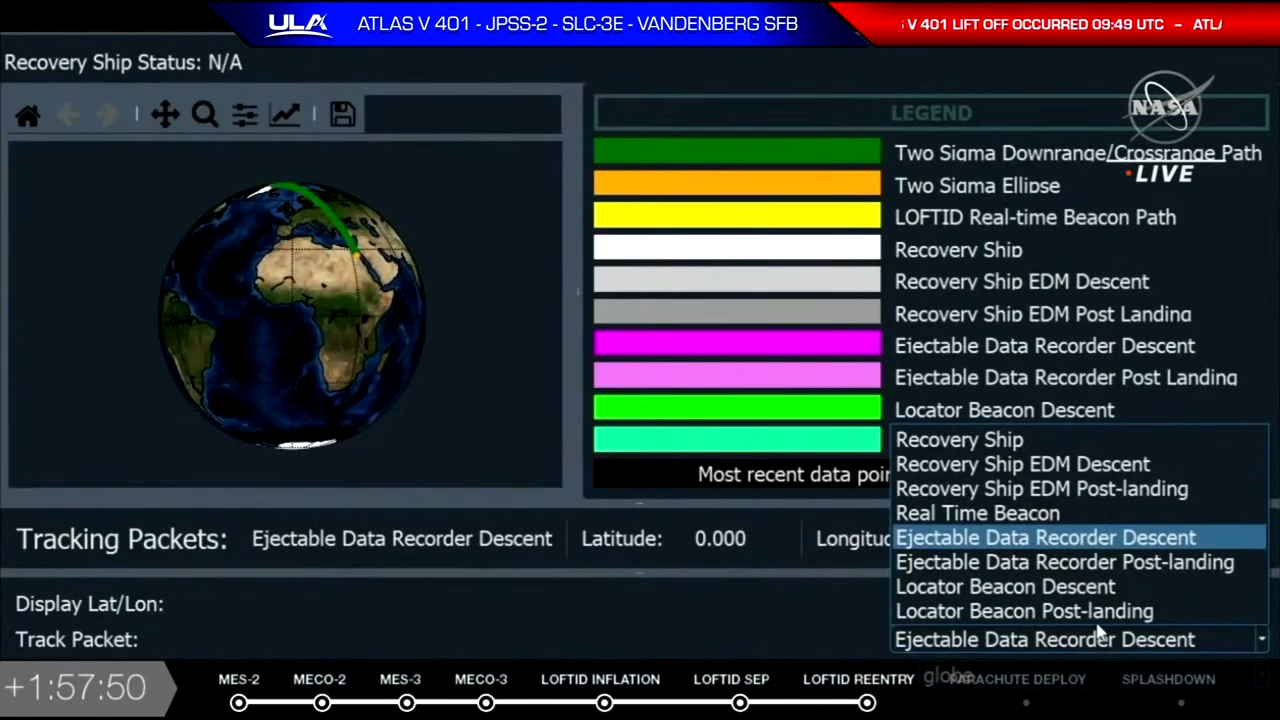 ULA
ATLAS V 401 - JPSS-2 - SLC-3E - VANDENBERG SFB
V 401 LIFT OFF OCCURRED 09:49 UTC – ATL
Recovery Ship Status: N/A
LEGEND
NASA
LIVE
Two Sigma Downrange/Crossrange Path
Two Sigma Ellipse
LOFTID Real-time Beacon Path
Recovery Ship
Recovery Ship EDM Descent
Recovery Ship EDM Post Landing
Ejectable Data Recorder Descent
Ejectable Data Recorder Post Landing
Locator Beacon Descent
Most recent data poin
Recovery Ship
Recovery Ship EDM Descent
Recovery Ship EDM Post-landing
Real Time Beacon
Ejectable Data Recorder Descent
Ejectable Data Recorder Post-landing
Locator Beacon Descent
Locator Beacon Post-landing
Tracking Packets: Ejectable Data Recorder Descent Latitude: 0.000 Longitud
Display Lat/Lon:
Track Packet: Ejectable Data Recorder Descent
globe
+1:57:50
MES-2 MECO-2 MES-3 MECO-3 LOFTID INFLATION LOFTID SEP LOFTID REENTRY PARACHUTE DEPLOY SPLASHDOWN